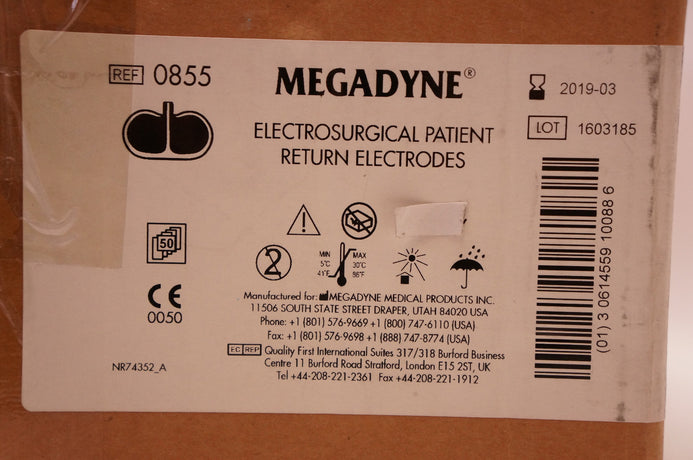 REF 0855
MEGADYNE®
2019-03
LOT 1603185
ELECTROSURGICAL PATIENT
RETURN ELECTRODES
50
2
MIN
5°C
41°F
MAX
30°C
86°F
CE
0050
(01) 3 0614559 10088 6
Manufactured for: MEGADYNE MEDICAL PRODUCTS INC.
11506 SOUTH STATE STREET DRAPER, UTAH 84020 USA
Phone: +1 (801) 576-9669 +1 (800) 747-6110 (USA)
Fax: +1 (801) 576-9698 +1 (888) 747-8774 (USA)
EC REP Quality First International Suites 317/318 Burford Business
Centre 11 Burford Road Stratford, London E15 2ST, UK
Tel +44-208-221-2361 Fax +44-208-221-1912
NR74352_A